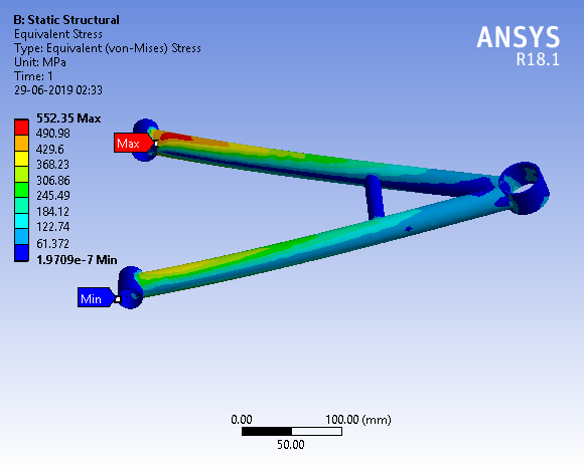 B: Static Structural
Equivalent Stress
Type: Equivalent (von-Mises) Stress
Unit: MPa
Time: 1
29-06-2019 02:33
ANSYS
R18.1
552.35 Max
490.98
429.6
368.23
306.86
245.49
184.12
122.74
61.372
1.9709e-7 Min
Max
Min
0.00 100.00 (mm)
50.00